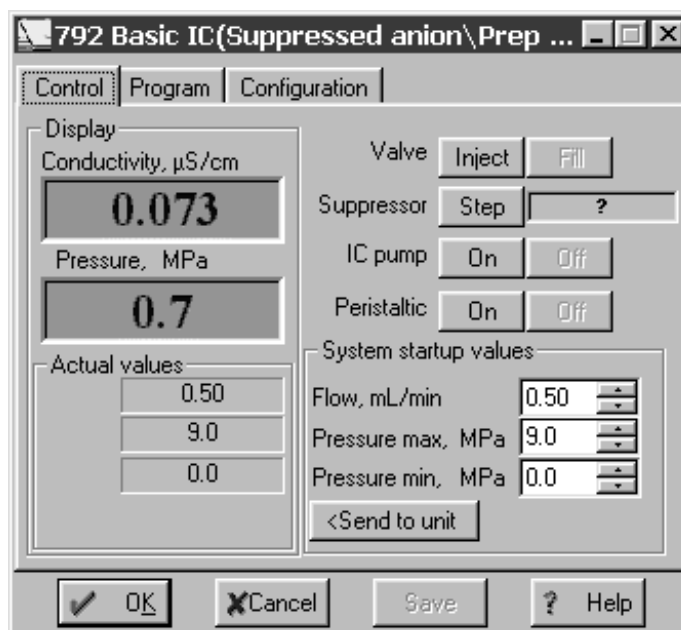 792 Basic IC(Suppressed anion\Prep ...
Control Program Configuration
Display
Conductivity, µS/cm
0.073
Pressure, MPa
0.7
Actual values
0.50
9.0
0.0
Valve Inject Fill
Suppressor Step ?
IC pump On Off
Peristaltic On Off
System startup values
Flow, mL/min 0.50
Pressure max, MPa 9.0
Pressure min, MPa 0.0
<Send to unit
OK Cancel Save ? Help